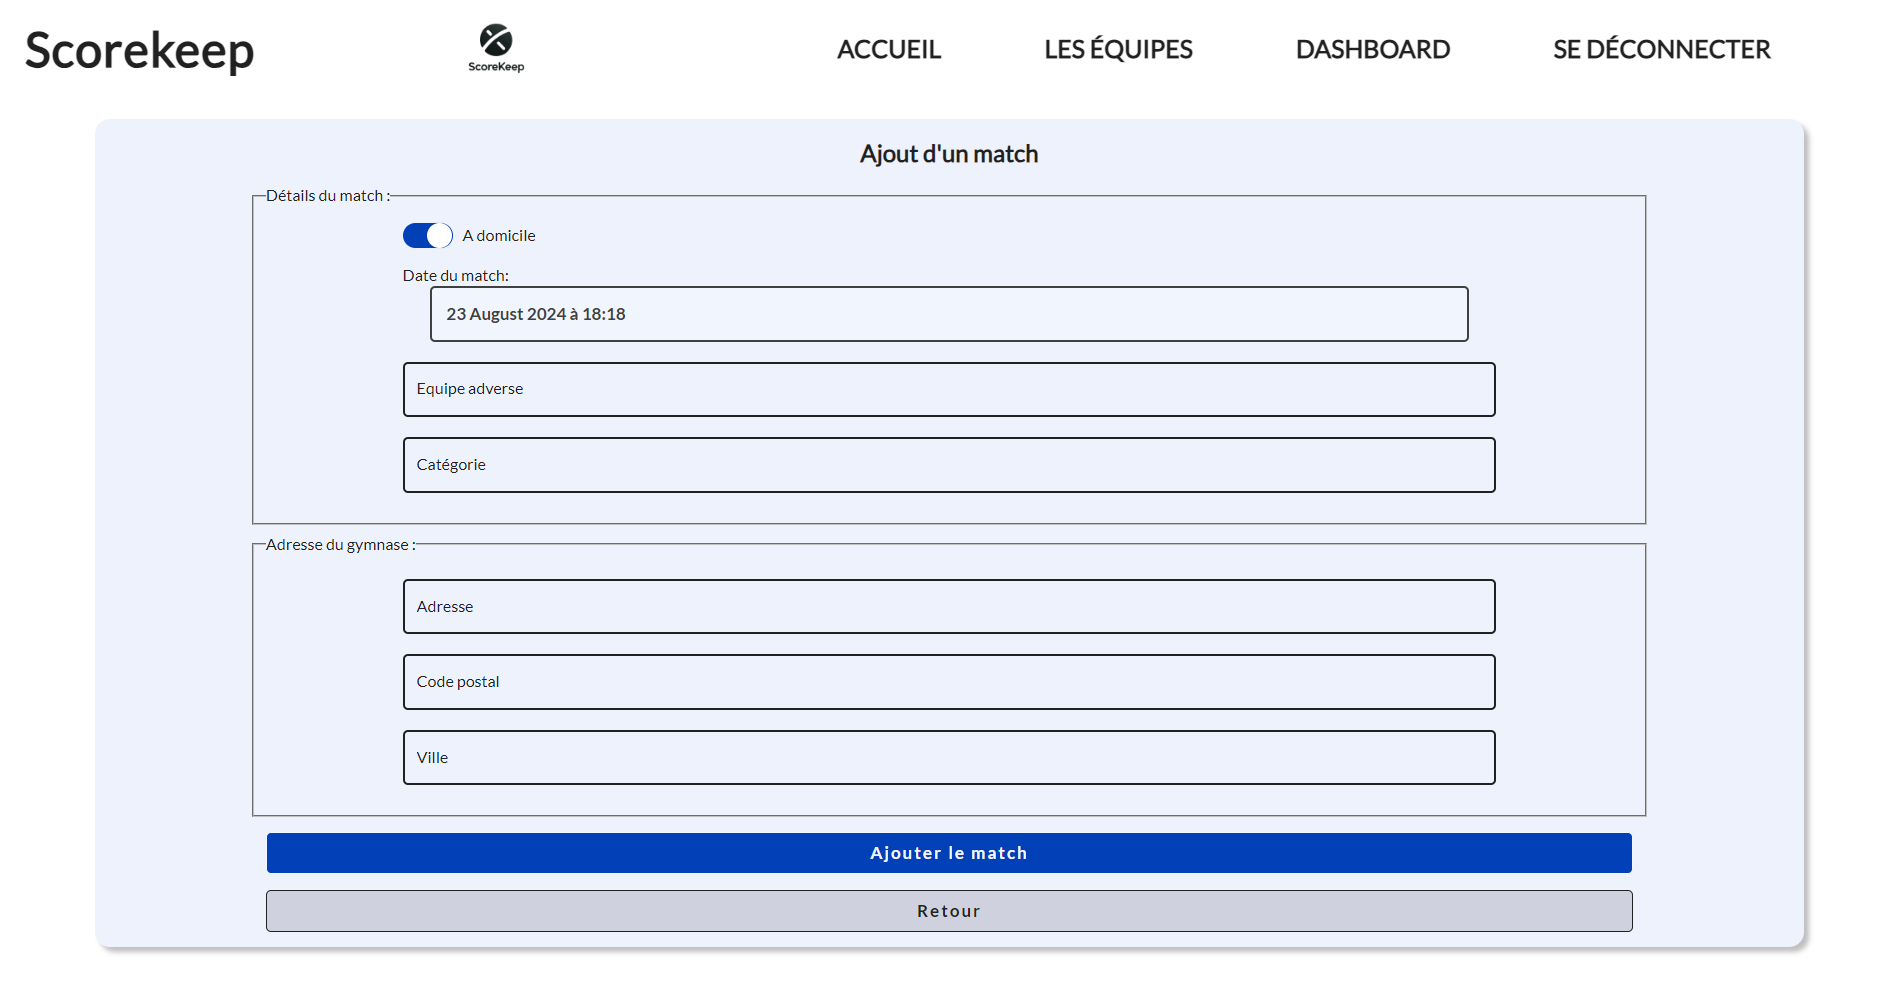 Scorekeep
ScoreKeep
ACCUEIL
LES ÉQUIPES
DASHBOARD
SE DÉCONNECTER
Ajout d'un match
Détails du match :
A domicile
Date du match:
23 August 2024 à 18:18
Equipe adverse
Catégorie
Adresse du gymnase :
Adresse
Code postal
Ville
Ajouter le match
Retour